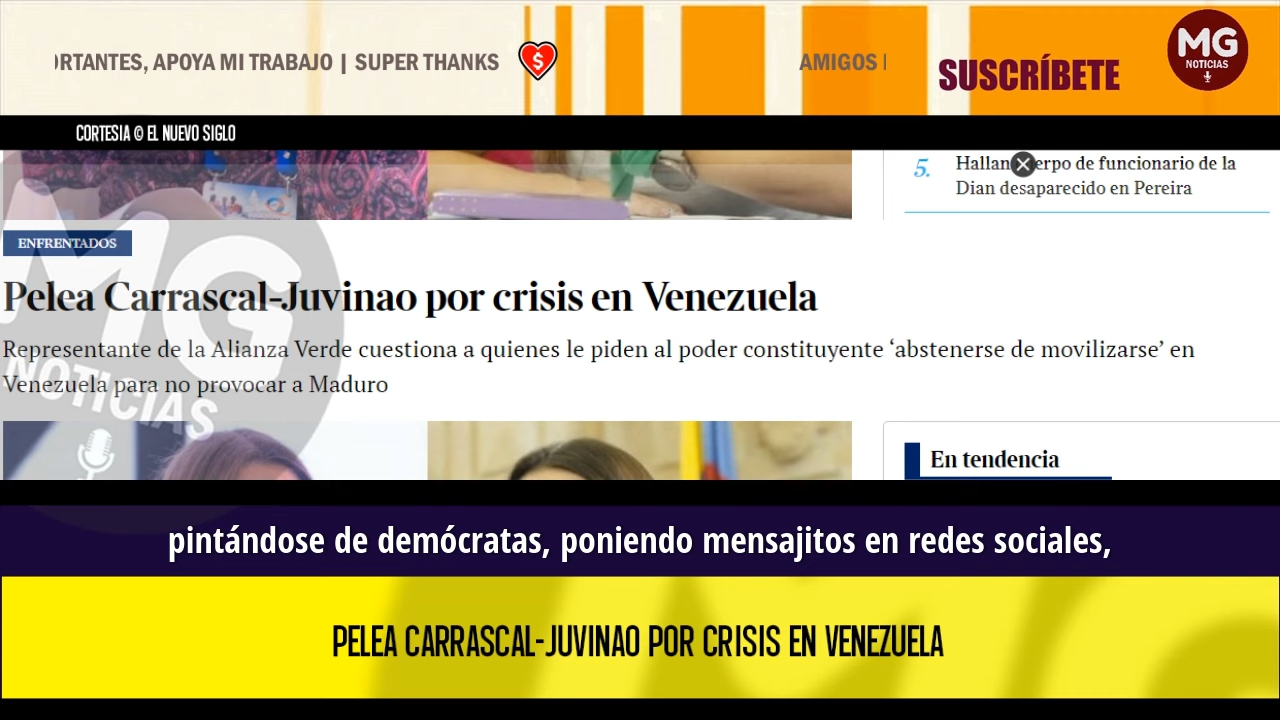 ORTANTES, APOYA MI TRABAJO | SUPER THANKS
AMIGOS
SUSCRÍBETE
MG
NOTICIAS
CORTESIA © EL NUEVO SIGLO
5. Hallan erpo de funcionario de la
Dian desaparecido en Pereira
ENFRENTADOS
Pelea Carrascal-Juvinao por crisis en Venezuela
Representante de la Alianza Verde cuestiona a quienes le piden al poder constituyente ‘abstenerse de movilizarse’ en
Venezuela para no provocar a Maduro
MG
NOTICIAS
En tendencia
pintándose de demócratas, poniendo mensajitos en redes sociales,
PELEA CARRASCAL-JUVINAO POR CRISIS EN VENEZUELA